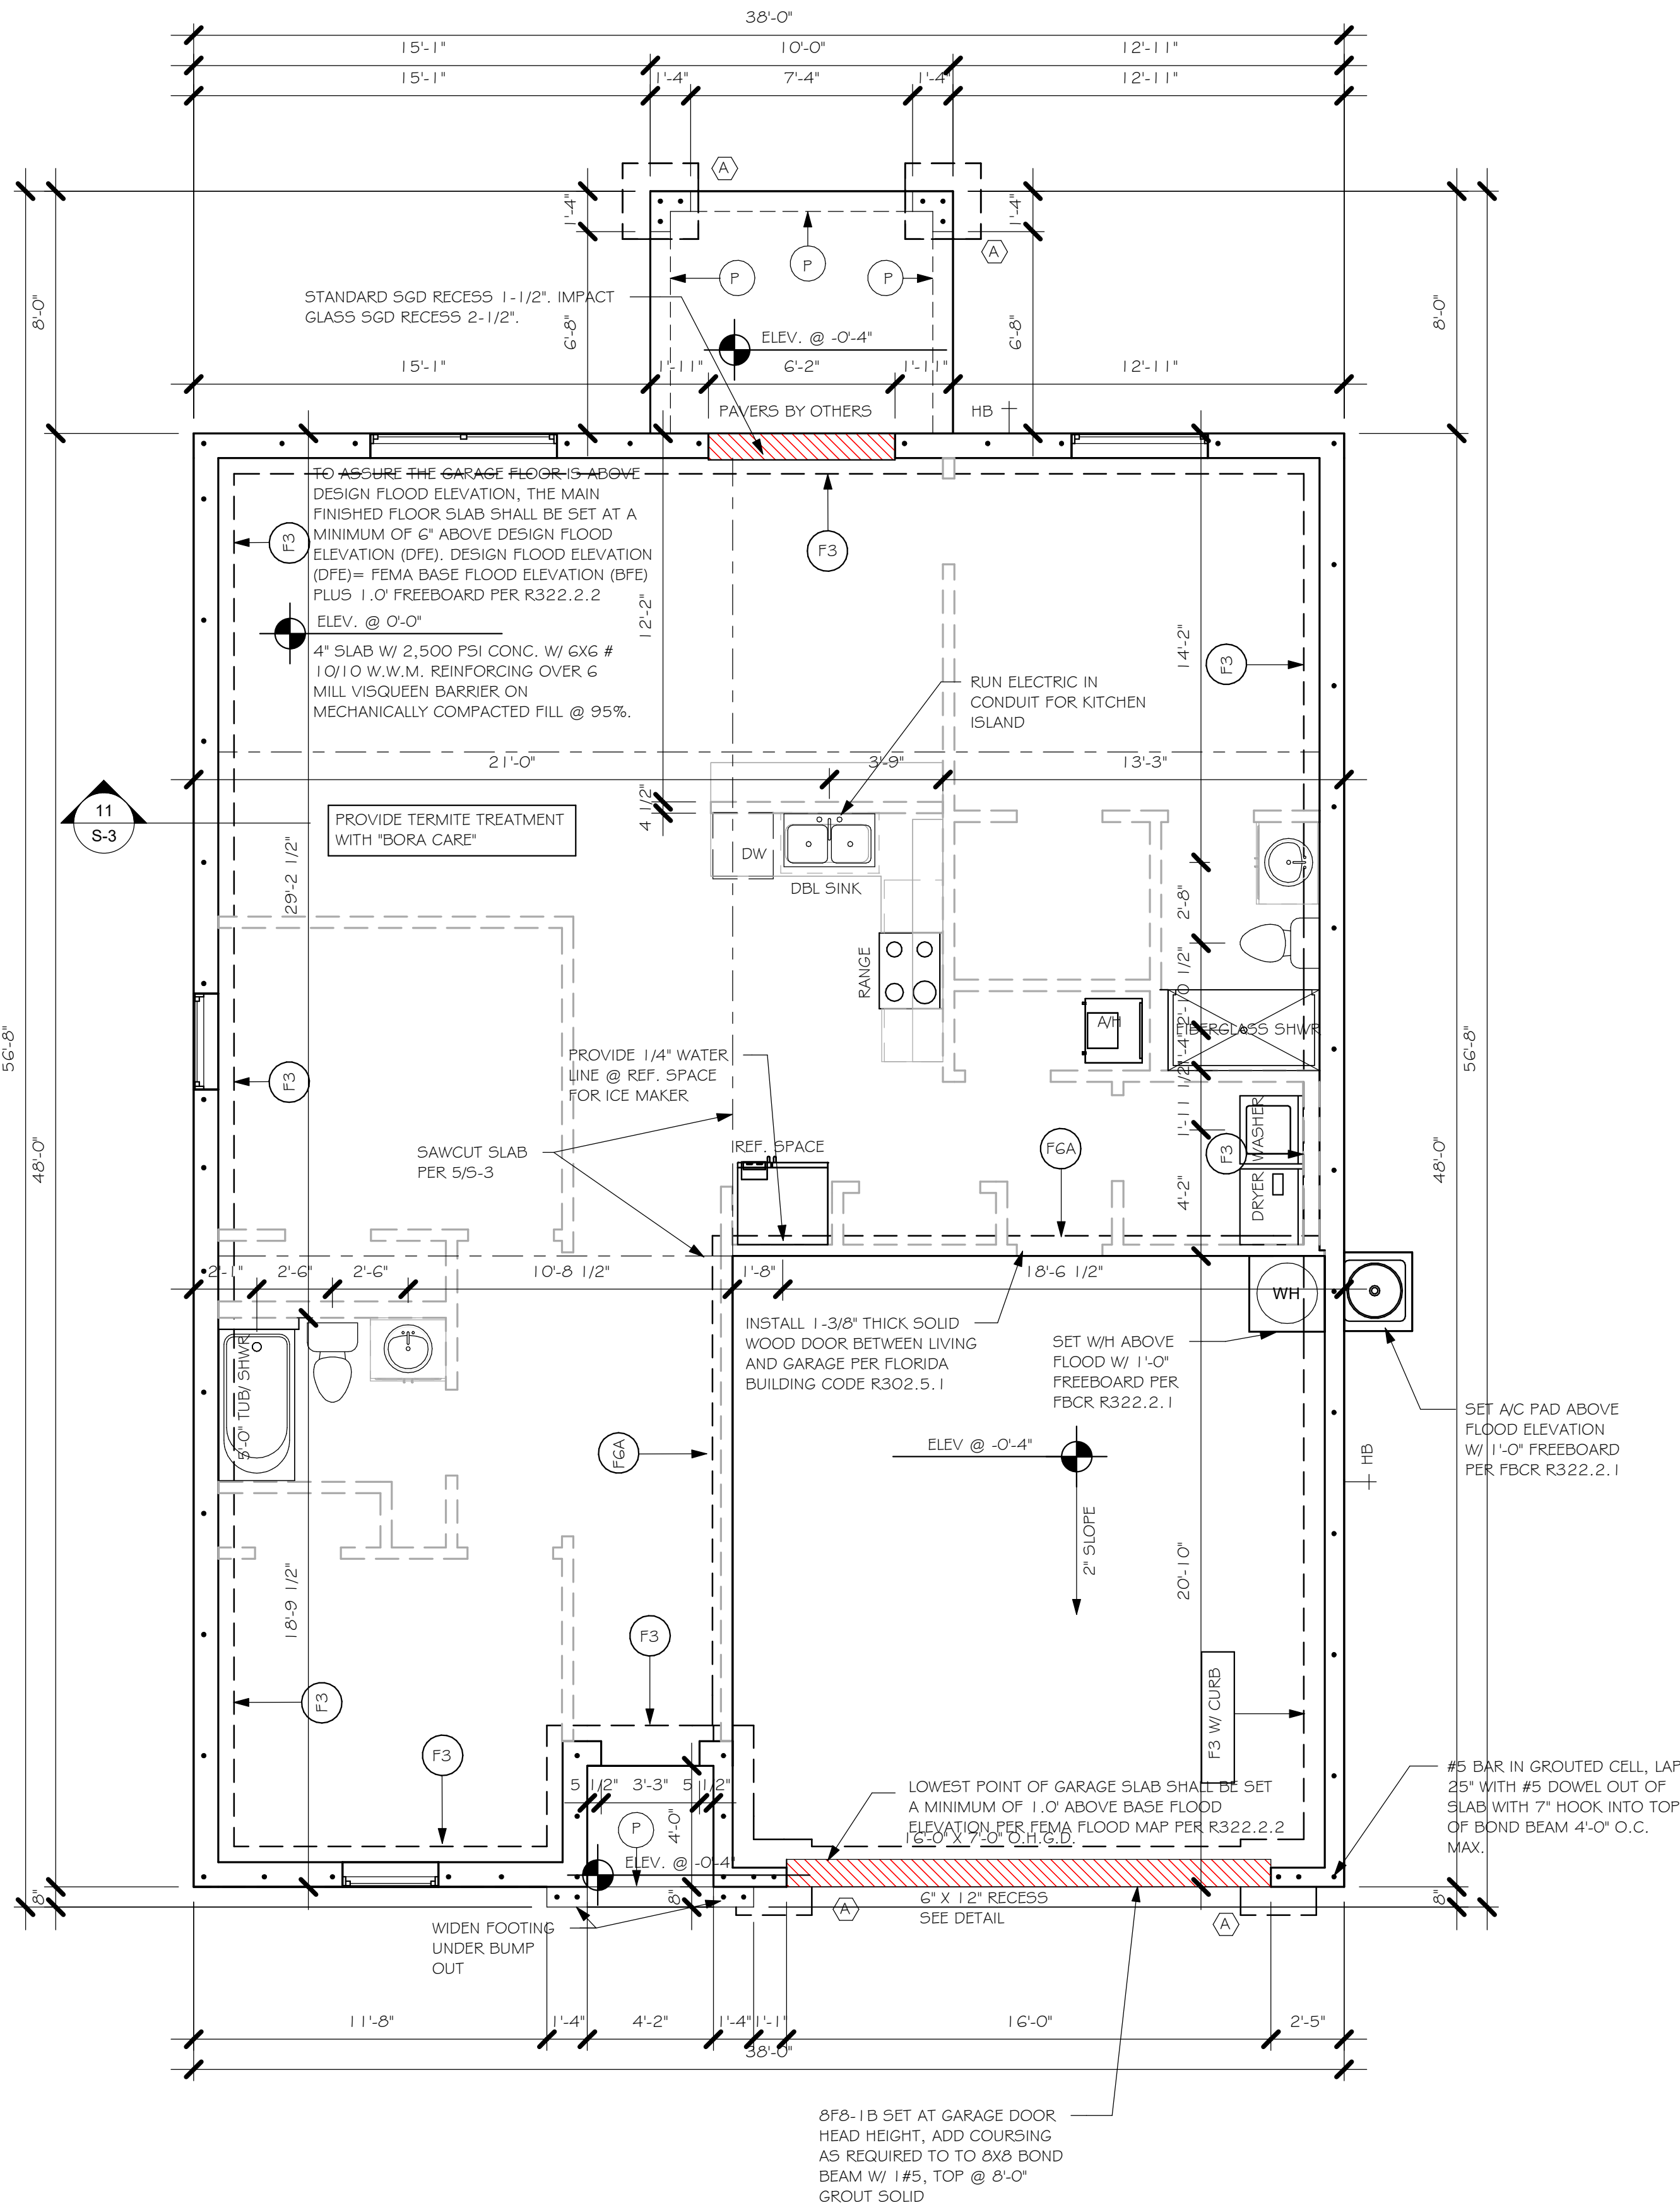 38'-0"
15'-1"
10'-0"
12'-11"
15'-1"
1'-4"
7'-4"
1'-4"
12'-11"
A
A
1'-4"
1'-4"
P
P
P
STANDARD SGD RECESS 1-1/2". IMPACT
GLASS SGD RECESS 2-1/2".
8'-0"
6'-8"
6'-8"
8'-0"
ELEV. @ -0'-4"
15'-1"
1'-11"
6'-2"
1'-11"
12'-11"
PAVERS BY OTHERS
HB
TO ASSURE THE GARAGE FLOOR IS ABOVE
DESIGN FLOOD ELEVATION, THE MAIN
FINISHED FLOOR SLAB SHALL BE SET AT A
MINIMUM OF 6" ABOVE DESIGN FLOOD
ELEVATION (DFE). DESIGN FLOOD ELEVATION
(DFE)= FEMA BASE FLOOD ELEVATION (BFE)
PLUS 1.0' FREEBOARD PER R322.2.2
F3
F3
ELEV. @ 0'-0"
4" SLAB W/ 2,500 PSI CONC. W/ 6X6 #
10/10 W.W.M. REINFORCING OVER 6
MILL VISQUEEN BARRIER ON
MECHANICALLY COMPACTED FILL @ 95%.
12'-2"
14'-2"
F3
RUN ELECTRIC IN
CONDUIT FOR KITCHEN
ISLAND
21'-0"
3'-9"
13'-3"
11
S-3
PROVIDE TERMITE TREATMENT
WITH "BORA CARE"
4 1/2"
DW
DBL SINK
29'-2 1/2"
2'-8"
RANGE
2'-10 1/2"
A/H
FIBERGLASS SHWR
1'-4"
56'-8"
56'-8"
PROVIDE 1/4" WATER
LINE @ REF. SPACE
FOR ICE MAKER
F3
1'-11 1/2"
WASHER
SAWCUT SLAB
PER 5/S-3
REF. SPACE
F6A
F3
48'-0"
48'-0"
4'-2"
DRYER
2'-1"
2'-6"
2'-6"
10'-8 1/2"
1'-8"
18'-6 1/2"
WH
INSTALL 1-3/8" THICK SOLID
WOOD DOOR BETWEEN LIVING
AND GARAGE PER FLORIDA
BUILDING CODE R302.5.1
SET W/H ABOVE
FLOOD W/ 1'-0"
FREEBOARD PER
FBCR R322.2.1
5'-0" TUB/ SHWR
SET A/C PAD ABOVE
FLOOD ELEVATION
W/ 1'-0" FREEBOARD
PER FBCR R322.2.1
F6A
ELEV @ -0'-4"
HB
2" SLOPE
18'-9 1/2"
20'-10"
F3
F3
F3
F3 W/ CURB
5 1/2"
3'-3"
5 1/2"
P
4'-0"
ELEV. @ -0'-4"
LOWEST POINT OF GARAGE SLAB SHALL BE SET
A MINIMUM OF 1.0' ABOVE BASE FLOOD
ELEVATION PER FEMA FLOOD MAP PER R322.2.2
16'-0" X 7'-0" O.H.G.D.
#5 BAR IN GROUTED CELL, LAP
25" WITH #5 DOWEL OUT OF
SLAB WITH 7" HOOK INTO TOP
OF BOND BEAM 4'-0" O.C.
MAX.
8"
8"
8"
A
A
6" X 12" RECESS
SEE DETAIL
WIDEN FOOTING
UNDER BUMP
OUT
11'-8"
1'-4"
4'-2"
1'-4"
1'-1"
16'-0"
2'-5"
38'-0"
8F8-1B SET AT GARAGE DOOR
HEAD HEIGHT, ADD COURSING
AS REQUIRED TO TO 8X8 BOND
BEAM W/ 1#5, TOP @ 8'-0"
GROUT SOLID